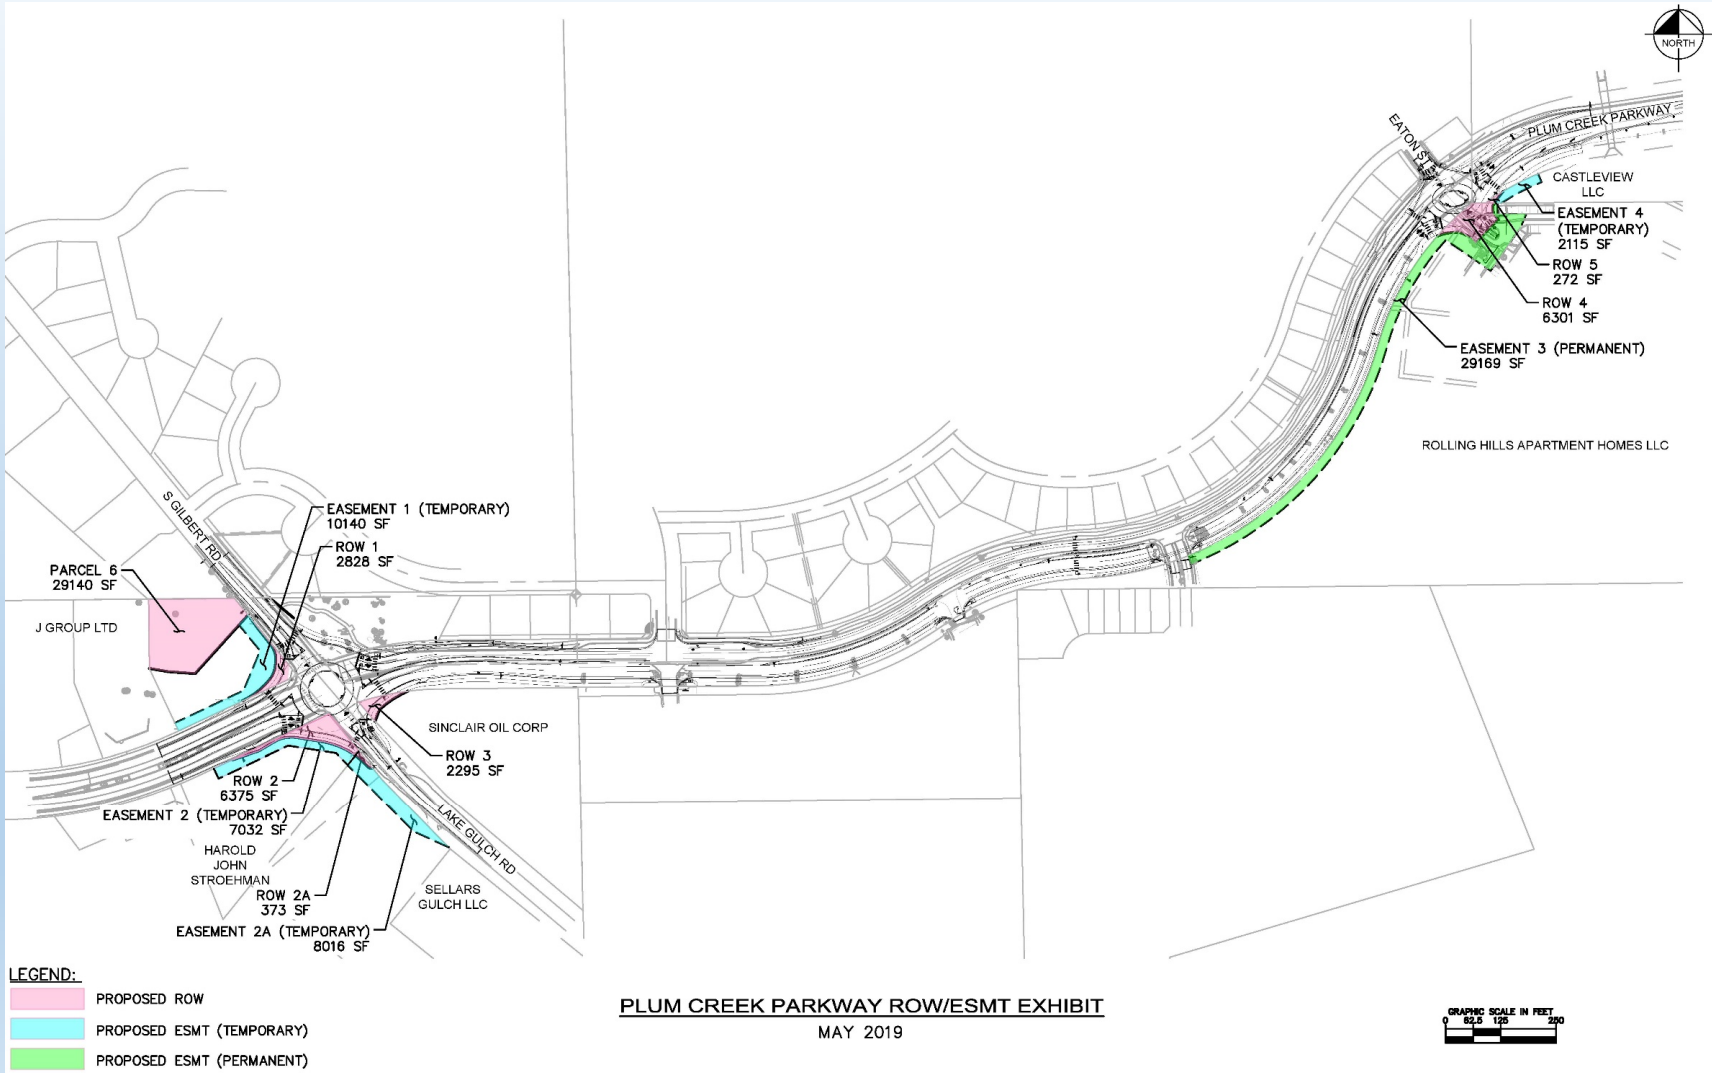 NORTH
EATON ST
PLUM CREEK PARKWAY
CASTLEVIEW
LLC
EASEMENT 4
(TEMPORARY)
2115 SF
ROW 5
272 SF
ROW 4
6301 SF
EASEMENT 3 (PERMANENT)
29169 SF
ROLLING HILLS APARTMENT HOMES LLC
S GILBERT RD
EASEMENT 1 (TEMPORARY)
10140 SF
ROW 1
2828 SF
PARCEL 6
29140 SF
J GROUP LTD
SINCLAIR OIL CORP
ROW 3
2295 SF
ROW 2
6375 SF
EASEMENT 2 (TEMPORARY)
7032 SF
LAKE GULCH RD
HAROLD
JOHN
STROEHMAN
ROW 2A
373 SF
SELLARS
GULCH LLC
EASEMENT 2A (TEMPORARY)
8016 SF
LEGEND:
PROPOSED ROW
PROPOSED ESMT (TEMPORARY)
PROPOSED ESMT (PERMANENT)
PLUM CREEK PARKWAY ROW/ESMT EXHIBIT
MAY 2019
GRAPHIC SCALE IN FEET
0 62.5 125 250